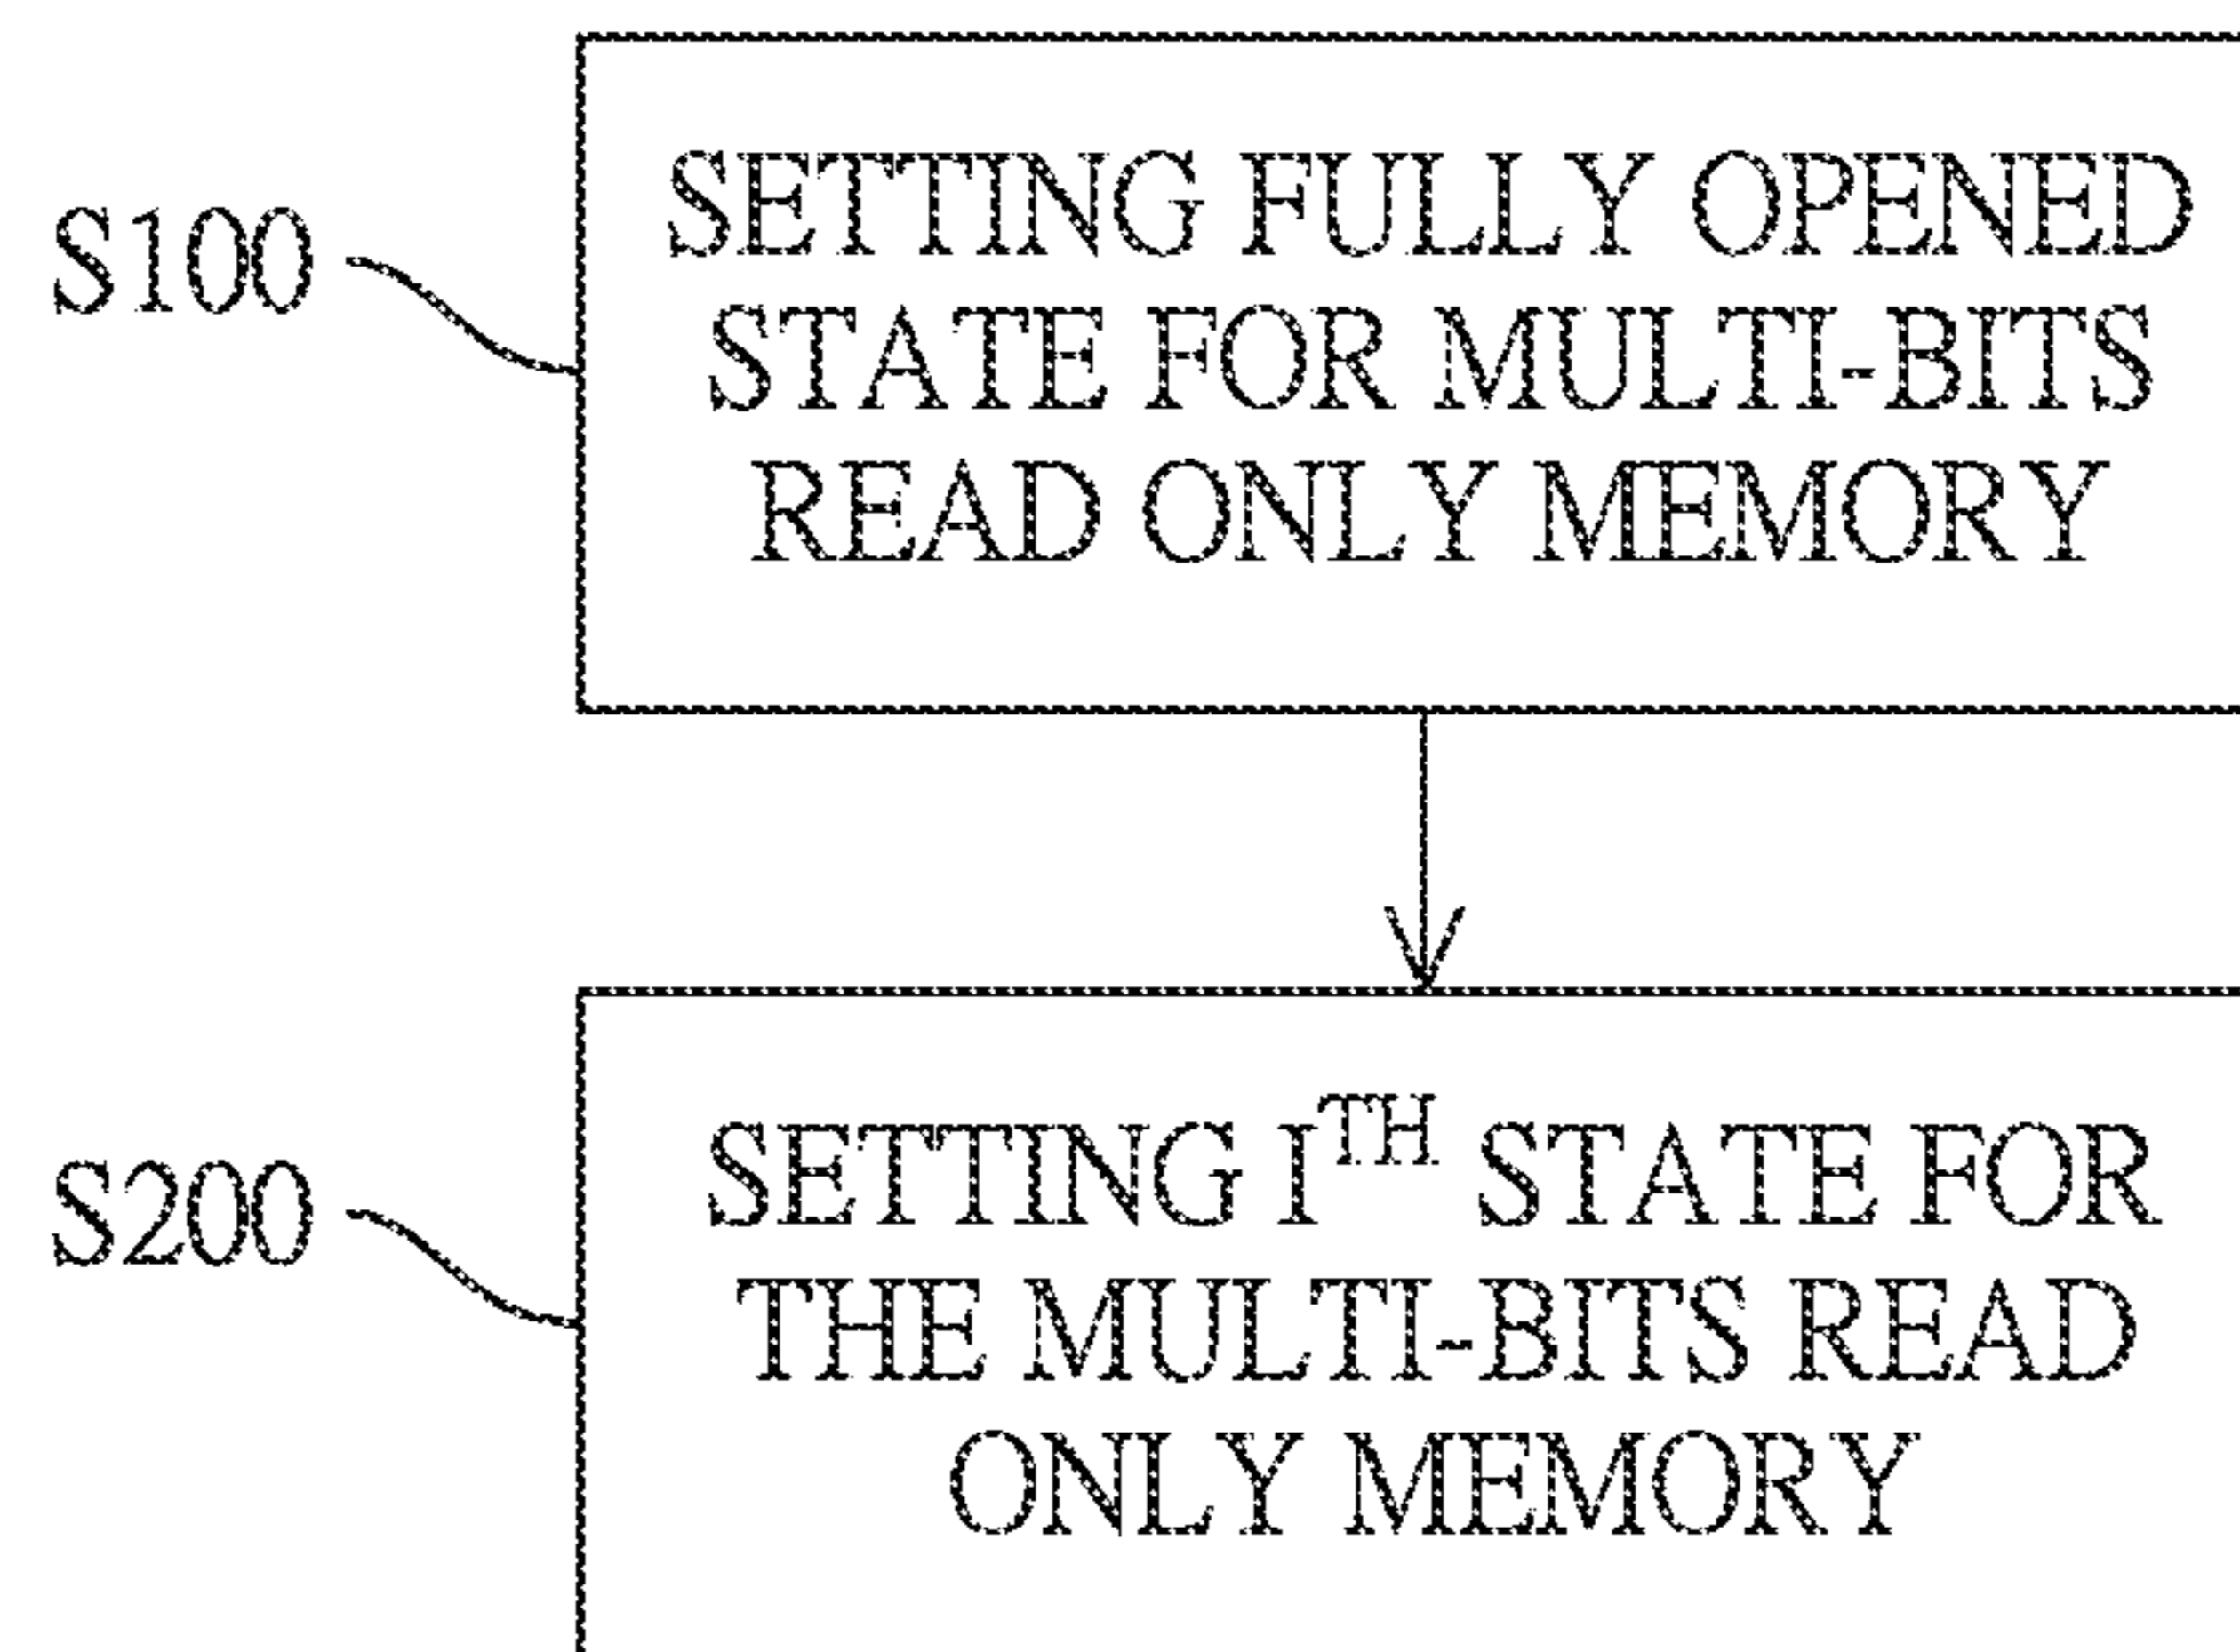 S100
SETTING FULLY OPENED
STATE FOR MULTI-BITS
READ ONLY MEMORY
S200
SETTING I^TH STATE FOR
THE MULTI-BITS READ
ONLY MEMORY